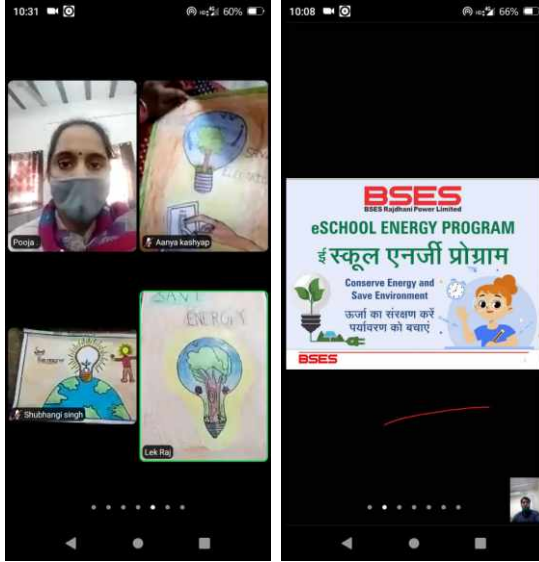 10:31
60%
Pooja
Aanya kashyap
Shubhangi singh
SAVE
ENERGY
Lek Raj
10:08
66%
BSES
BSES Rajdhani Power Limited
eSCHOOL ENERGY PROGRAM
ई स्कूल एनर्जी प्रोग्राम
Conserve Energy and
Save Environment
ऊर्जा का संरक्षण करें
पर्यावरण को बचाएं
BSES